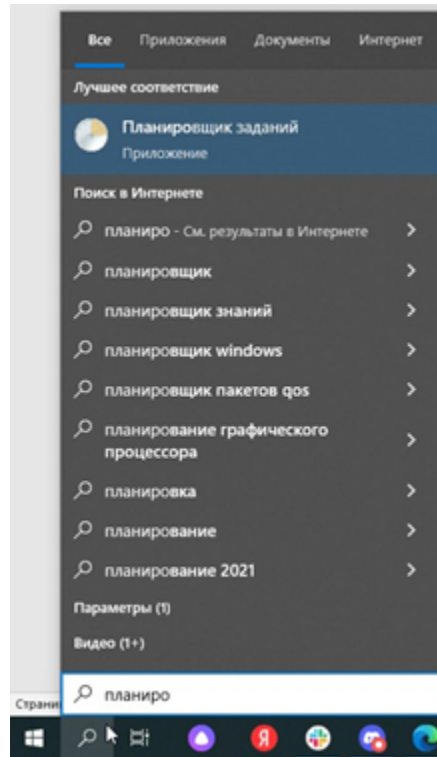 Все Приложения Документы Интернет
Лучшее соответствие
Планировщик заданий
Приложение
Поиск в Интернете
планиро - См. результаты в Интернете
планировщик
планировщик знаний
планировщик windows
планировщик пакетов qos
планирование графического
процессора
планировка
планирование
планирование 2021
Параметры (1)
Видео (1+)
планиро
Страни
Я